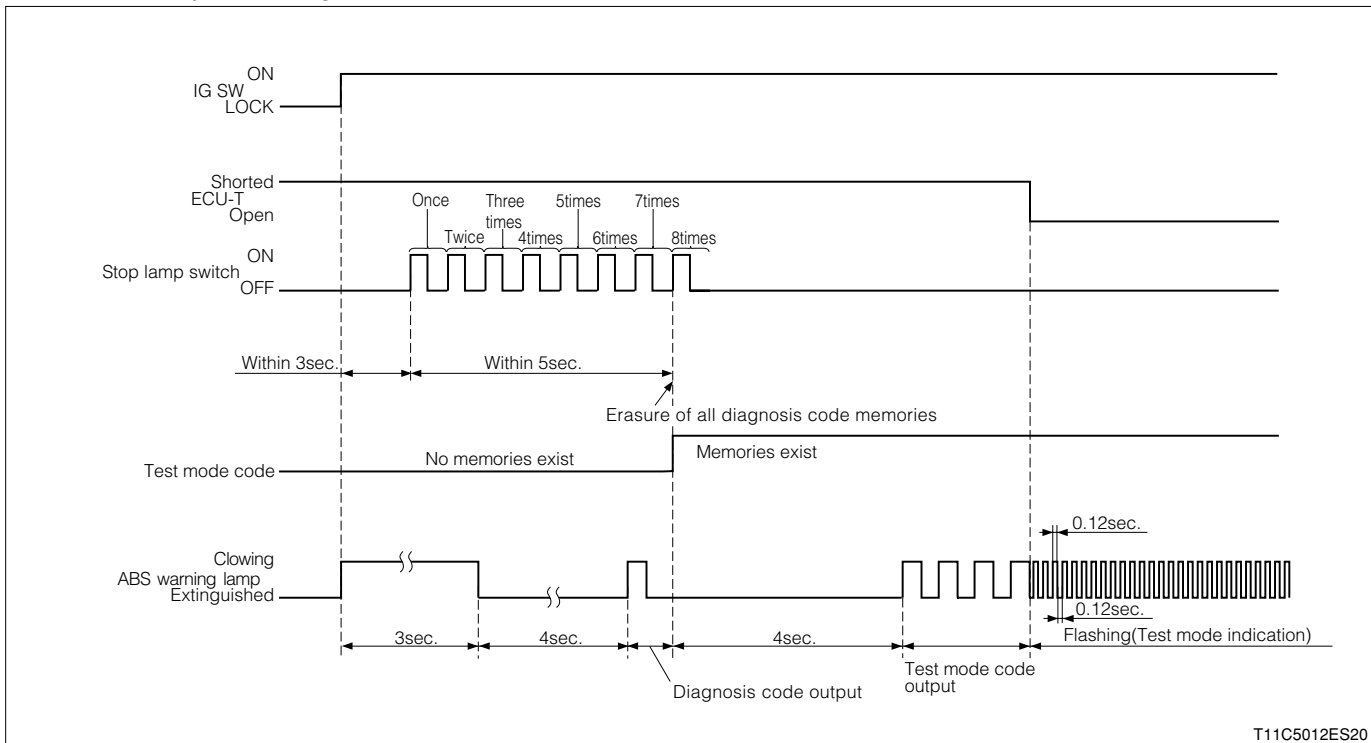 ON
IG SW
LOCK
Shorted
ECU-T
Open
Once
Three
times
5times
7times
Twice
4times
6times
8times
ON
Stop lamp switch
OFF
Within 3sec.
Within 5sec.
Erasure of all diagnosis code memories
No memories exist
Memories exist
Test mode code
0.12sec.
Clowing
ABS warning lamp
Extinguished
0.12sec.
3sec.
4sec.
4sec.
Flashing(Test mode indication)
Test mode code
output
Diagnosis code output
T11C5012ES20